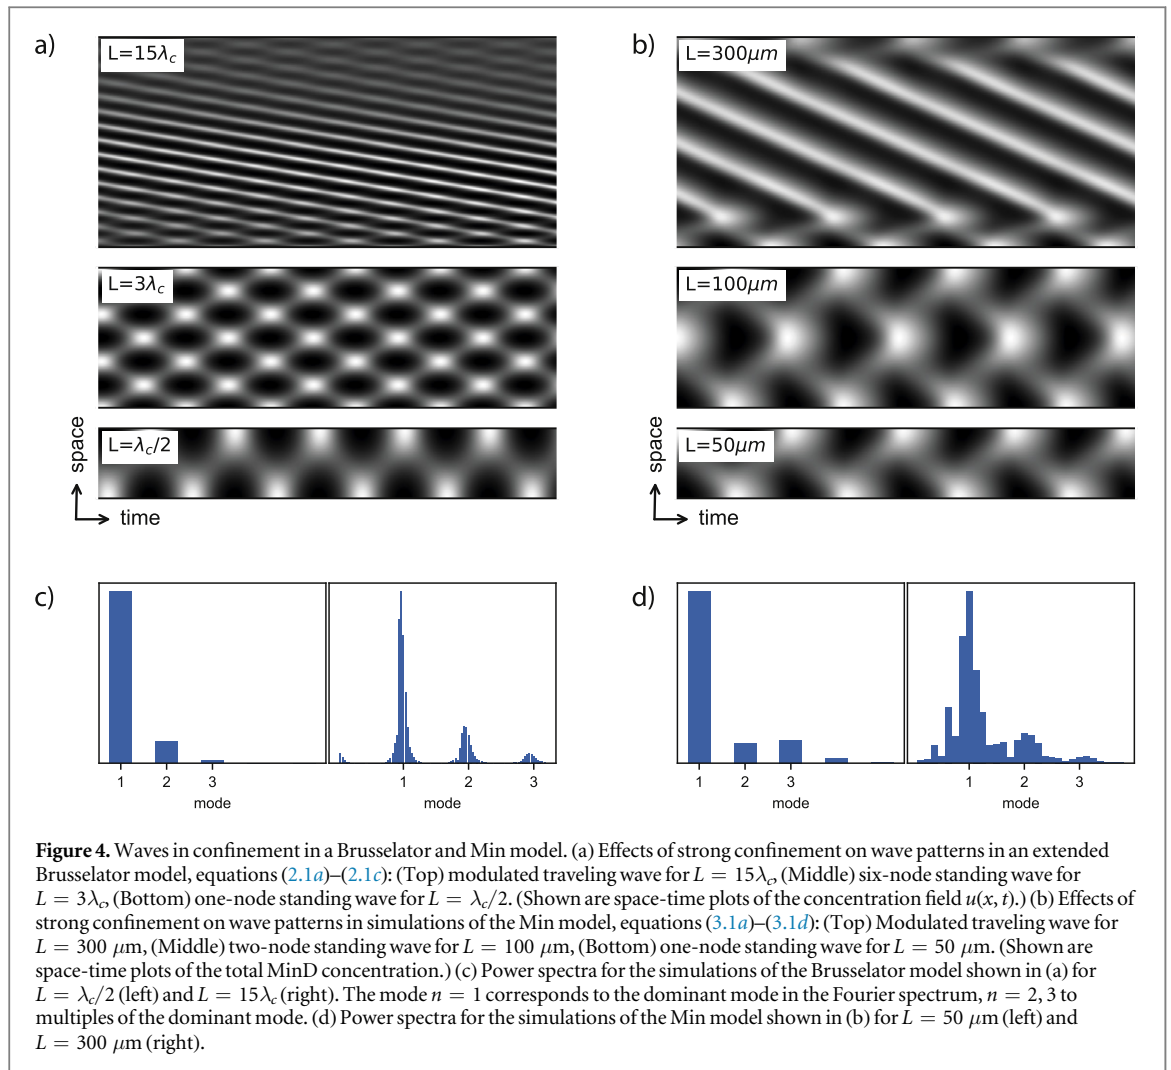 a)
L=15λc
L=3λc
L=λc/2
space
time
b)
L=300μm
L=100μm
L=50μm
space
time
c)
1 2 3
mode
1 2 3
mode
d)
1 2 3
mode
1 2 3
mode
Figure 4. Waves in confinement in a Brusselator and Min model. (a) Effects of strong confinement on wave patterns in an extended
Brusselator model, equations (2.1a)–(2.1c): (Top) modulated traveling wave for L = 15λc, (Middle) six-node standing wave for
L = 3λc, (Bottom) one-node standing wave for L = λc/2. (Shown are space-time plots of the concentration field u(x, t).) (b) Effects of
strong confinement on wave patterns in simulations of the Min model, equations (3.1a)–(3.1d): (Top) Modulated traveling wave for
L = 300 μm, (Middle) two-node standing wave for L = 100 μm, (Bottom) one-node standing wave for L = 50 μm. (Shown are
space-time plots of the total MinD concentration.) (c) Power spectra for the simulations of the Brusselator model shown in (a) for
L = λc/2 (left) and L = 15λc (right). The mode n = 1 corresponds to the dominant mode in the Fourier spectrum, n = 2, 3 to
multiples of the dominant mode. (d) Power spectra for the simulations of the Min model shown in (b) for L = 50 μm (left) and
L = 300 μm (right).